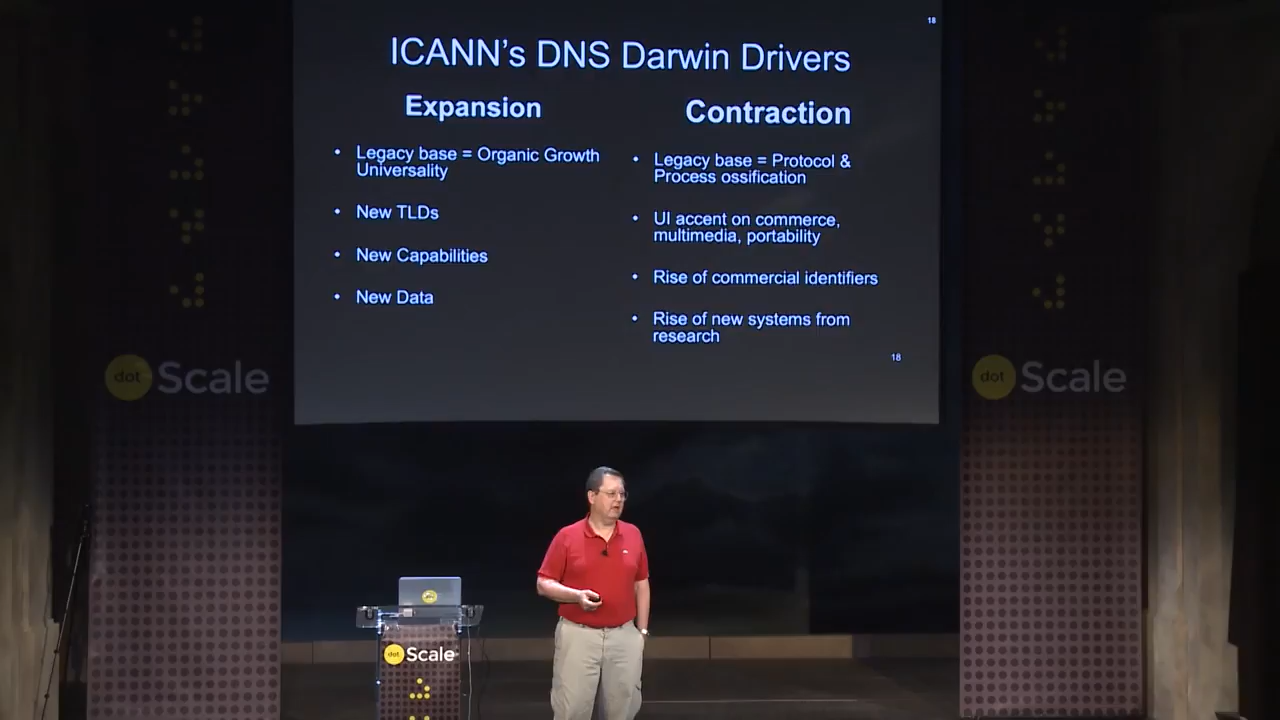 18
ICANN's DNS Darwin Drivers
Expansion
• Legacy base = Organic Growth
Universality
• New TLDs
• New Capabilities
• New Data
Contraction
• Legacy base = Protocol &
Process ossification
• UI accent on commerce,
multimedia, portability
• Rise of commercial identifiers
• Rise of new systems from
research
18
dot Scale
dot Scale
dot Scale